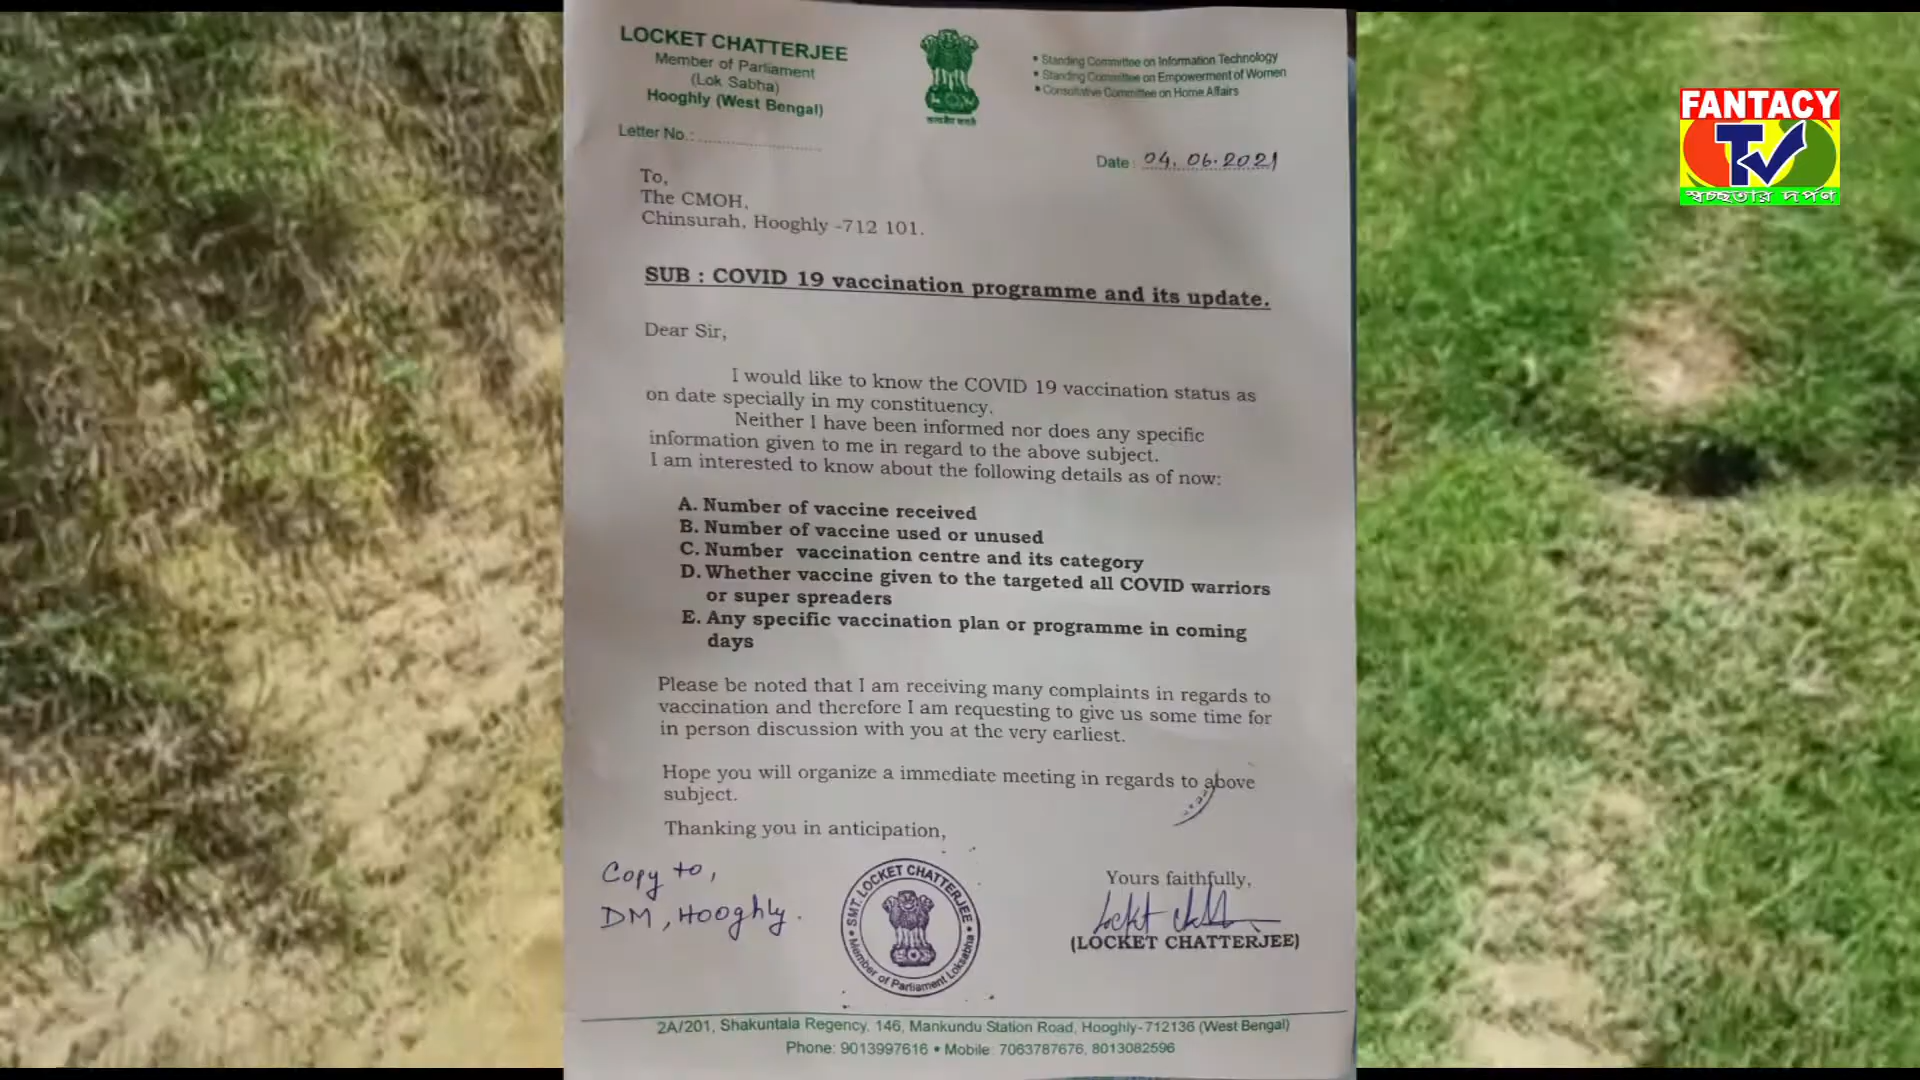 LOCKET CHATTERJEE
Member of Parliament
(Lok Sabha)
Hooghly (West Bengal)
Letter No.:
सत्यमेव जयते
• Standing Committee on Information Technology
• Standing Committee on Empowerment of Women
• Consultative Committee on Home Affairs
Date : 04.06.2021
FANTACY
TV
স্বচ্ছতার দর্পণ
To,
The CMOH,
Chinsurah, Hooghly -712 101.
SUB : COVID 19 vaccination programme and its update.
Dear Sir,
I would like to know the COVID 19 vaccination status as
on date specially in my constituency.
Neither I have been informed nor does any specific
information given to me in regard to the above subject.
I am interested to know about the following details as of now:
A. Number of vaccine received
B. Number of vaccine used or unused
C. Number vaccination centre and its category
D. Whether vaccine given to the targeted all COVID warriors
or super spreaders
E. Any specific vaccination plan or programme in coming
days
Please be noted that I am receiving many complaints in regards to
vaccination and therefore I am requesting to give us some time for
in person discussion with you at the very earliest.
Hope you will organize a immediate meeting in regards to above
subject.
Thanking you in anticipation,
Copy to,
DM, Hooghly.
SMT. LOCKET CHATTERJEE
• Member of Parliament Loksabha •
Yours faithfully,
Locket Chatterjee
(LOCKET CHATTERJEE)
2A/201, Shakuntala Regency, 146, Mankundu Station Road, Hooghly-712136 (West Bengal)
Phone: 9013997616 • Mobile: 7063787676, 8013082596